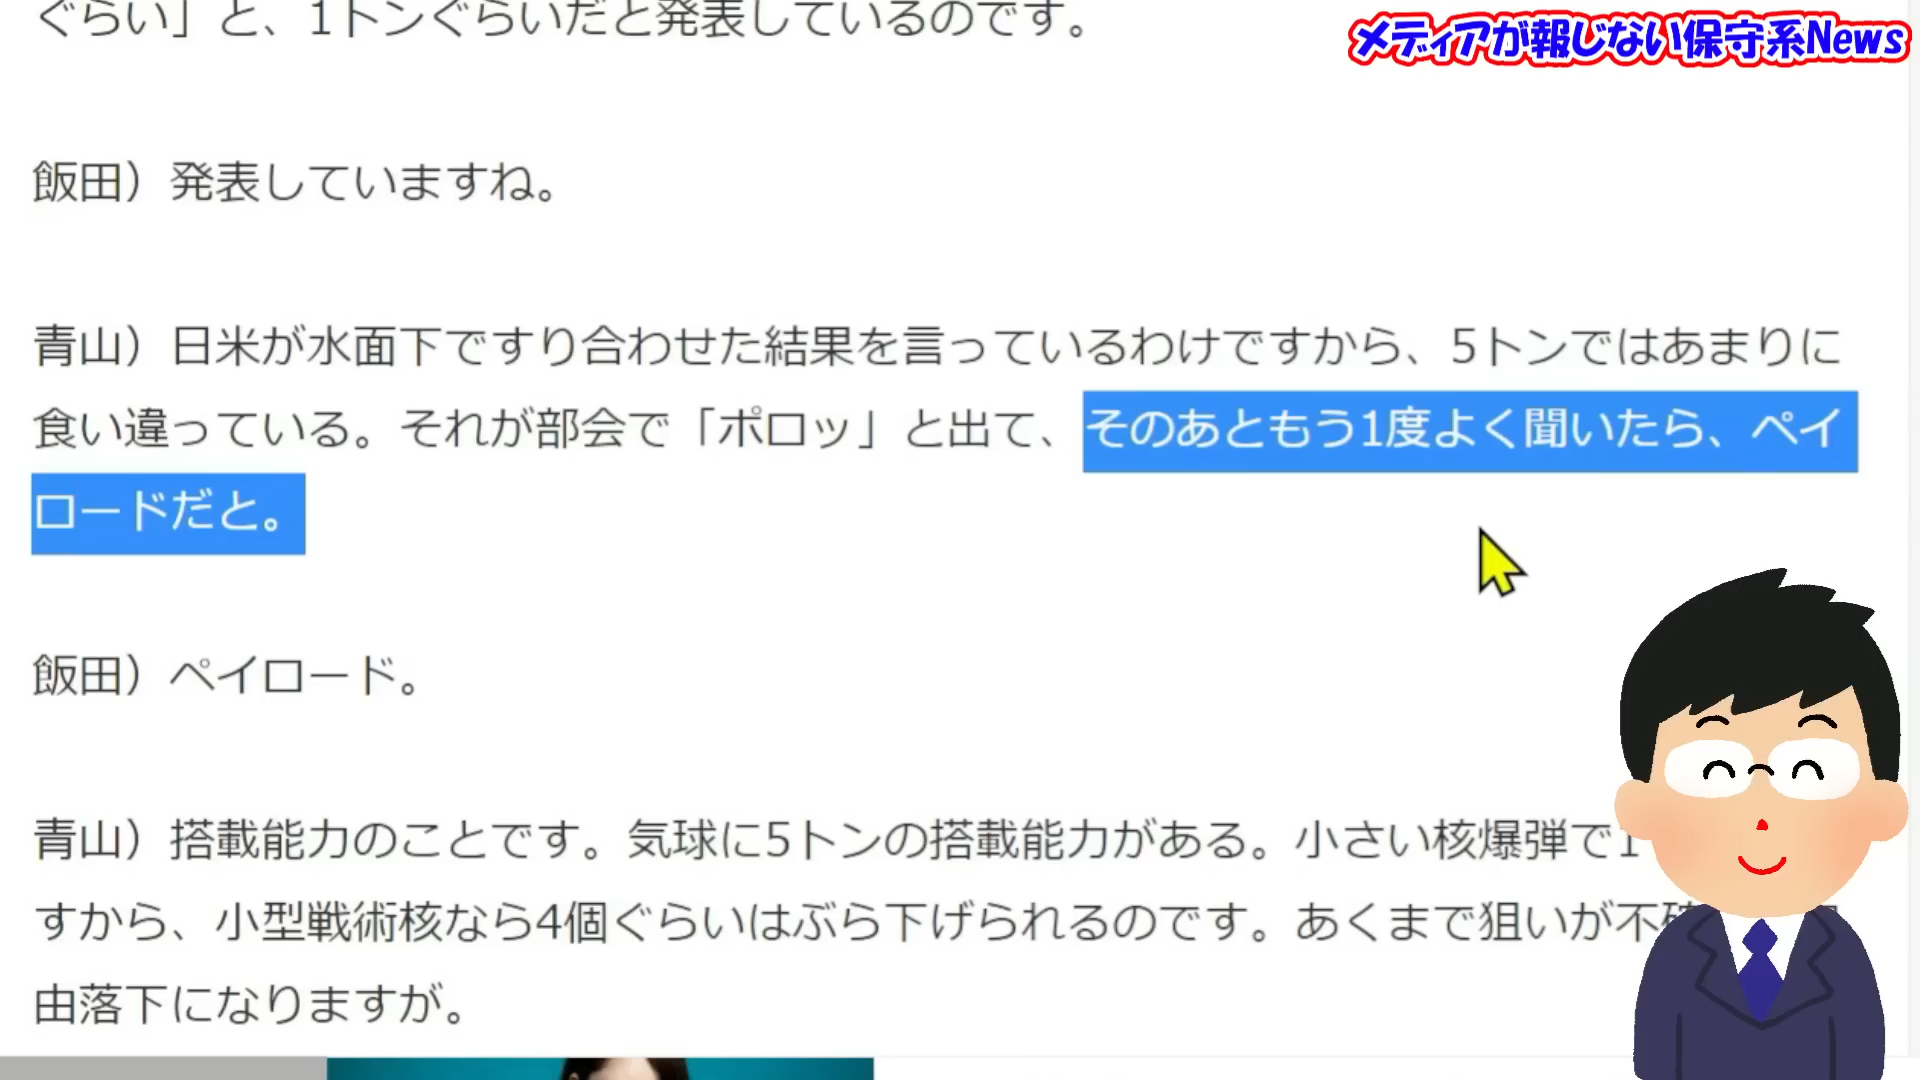 ぐらい」と、1トンぐらいだと発表しているのです。
メディアが報じない保守系News
飯田）発表していますね。
青山）日米が水面下ですり合わせた結果を言っているわけですから、5トンではあまりに
食い違っている。それが部会で「ポロッ」と出て、そのあともう1度よく聞いたら、ペイ
ロードだと。
飯田）ペイロード。
青山）搭載能力のことです。気球に5トンの搭載能力がある。小さい核爆弾で1
すから、小型戦術核なら4個ぐらいはぶら下げられるのです。あくまで狙いが不
由落下になりますが。